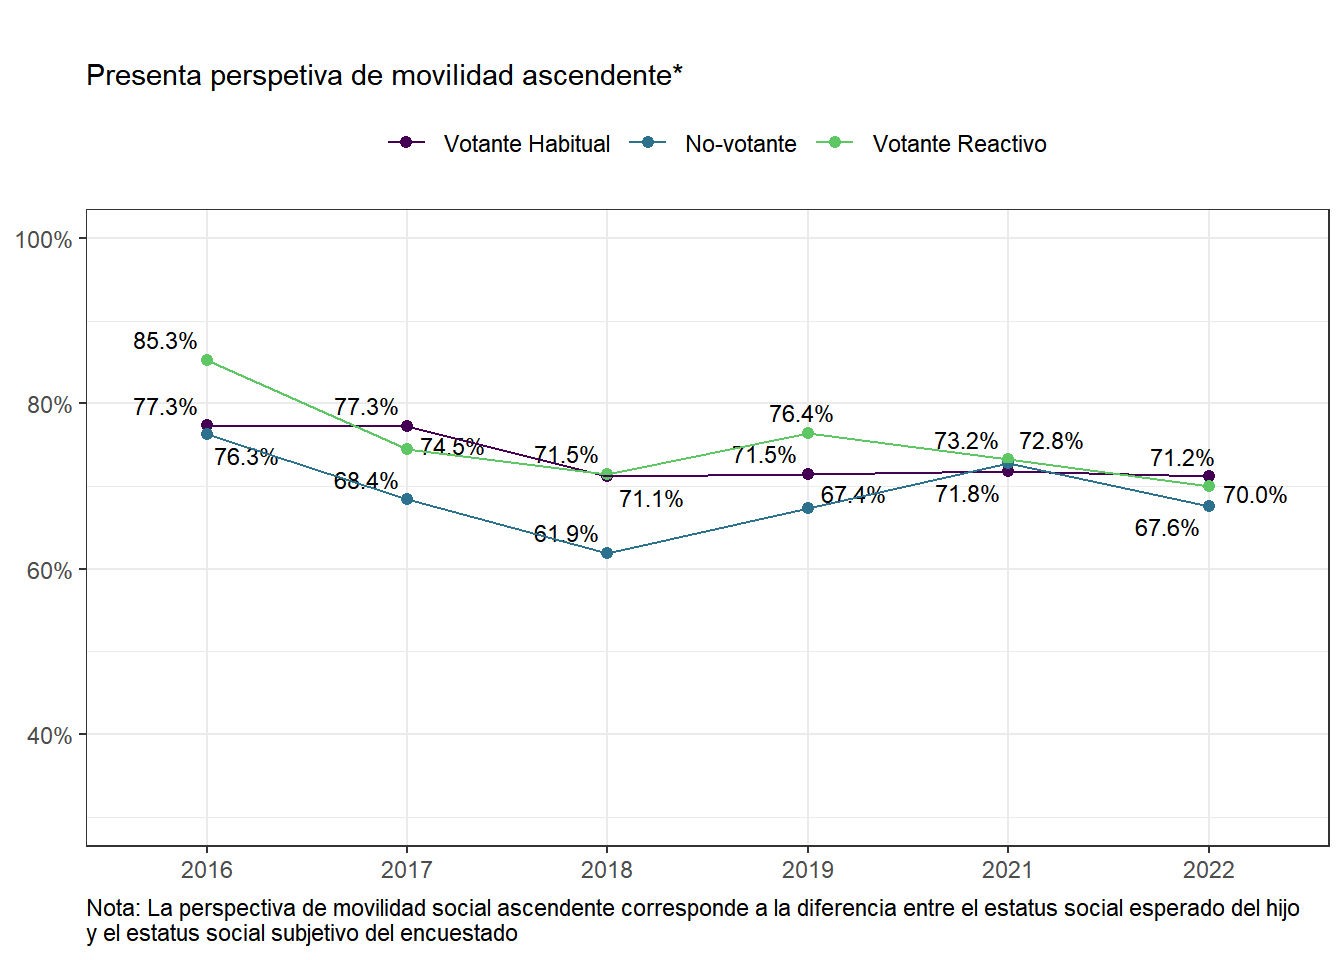 Presenta perspetiva de movilidad ascendente*
Votante Habitual No-votante Votante Reactivo
100%
85.3%
80% 77.3% 77.3% 76.4%
76.3% 74.5% 71.5% 71.5% 73.2% 72.8% 71.2%
68.4% 71.1% 67.4% 71.8% 70.0%
61.9% 67.6%
60%
40%
2016 2017 2018 2019 2021 2022
Nota: La perspectiva de movilidad social ascendente corresponde a la diferencia entre el estatus social esperado del hijo
y el estatus social subjetivo del encuestado